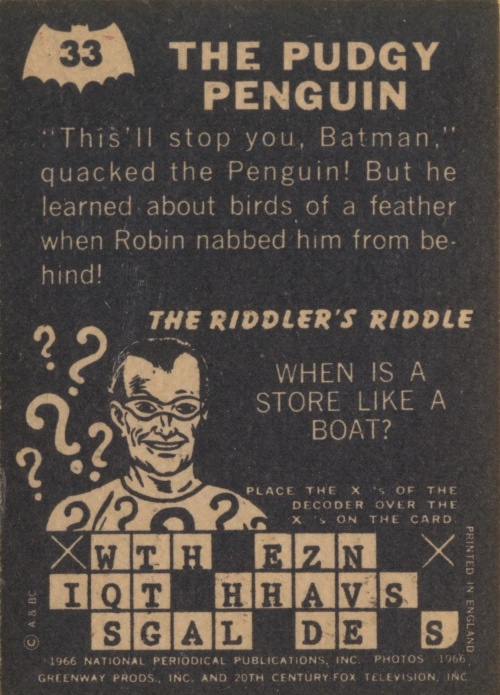 33
THE PUDGY
PENGUIN
"This'll stop you, Batman,"
quacked the Penguin! But he
learned about birds of a feather
when Robin nabbed him from be-
hind!
THE RIDDLER'S RIDDLE
WHEN IS A
STORE LIKE A
BOAT?
PLACE THE X 's OF THE
DECODER OVER THE
X 's ON THE CARD
X WTH EZN X
IQT HHAVS
SGAL DE S
© A & BC
PRINTED IN ENGLAND
1966 NATIONAL PERIODICAL PUBLICATIONS, INC. PHOTOS 1966
GREENWAY PRODS., INC. AND 20TH CENTURY-FOX TELEVISION, INC.